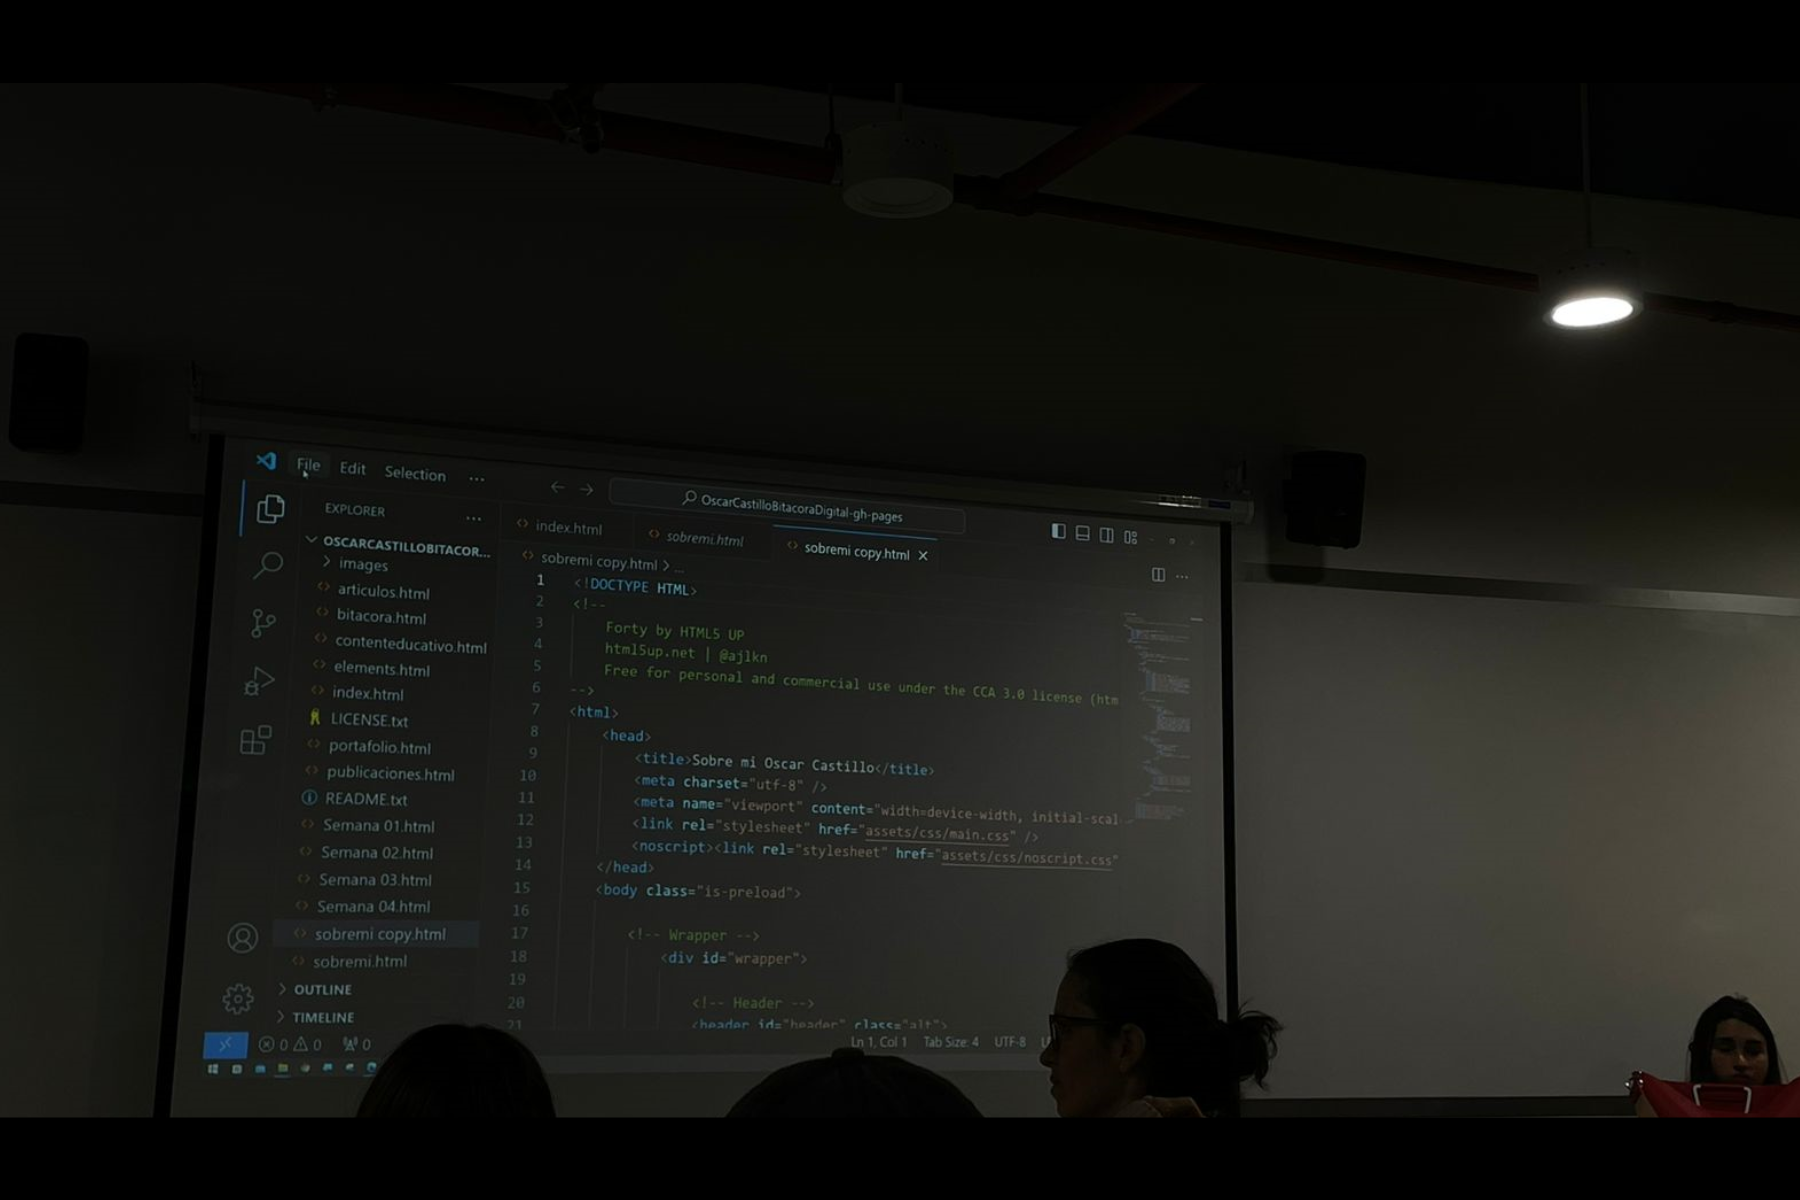 File Edit Selection ...
OscarCastilloBitacoraDigital-gh-pages
EXPLORER ...
OSCARCASTILLOBITACOR...
images
articulos.html
bitacora.html
contenteducativo.html
elements.html
index.html
LICENSE.txt
portafolio.html
publicaciones.html
README.txt
Semana 01.html
Semana 02.html
Semana 03.html
Semana 04.html
sobremi copy.html
sobremi.html
OUTLINE
TIMELINE
index.html sobremi.html sobremi copy.html
sobremi copy.html > ...
1 <!DOCTYPE HTML>
2 <!--
3 Forty by HTML5 UP
4 html5up.net | @ajlkn
5 Free for personal and commercial use under the CCA 3.0 license (htm
6 -->
7 <html>
8 <head>
9 <title>Sobre mi Oscar Castillo</title>
10 <meta charset="utf-8" />
11 <meta name="viewport" content="width=device-width, initial-scal
12 <link rel="stylesheet" href="assets/css/main.css" />
13 <noscript><link rel="stylesheet" href="assets/css/noscript.css"
14 </head>
15 <body class="is-preload">
16
17 <!-- Wrapper -->
18 <div id="wrapper">
19
20 <!-- Header -->
21 <header id="header" class="alt">
0 0 0
Ln 1, Col 1 Tab Size: 4 UTF-8